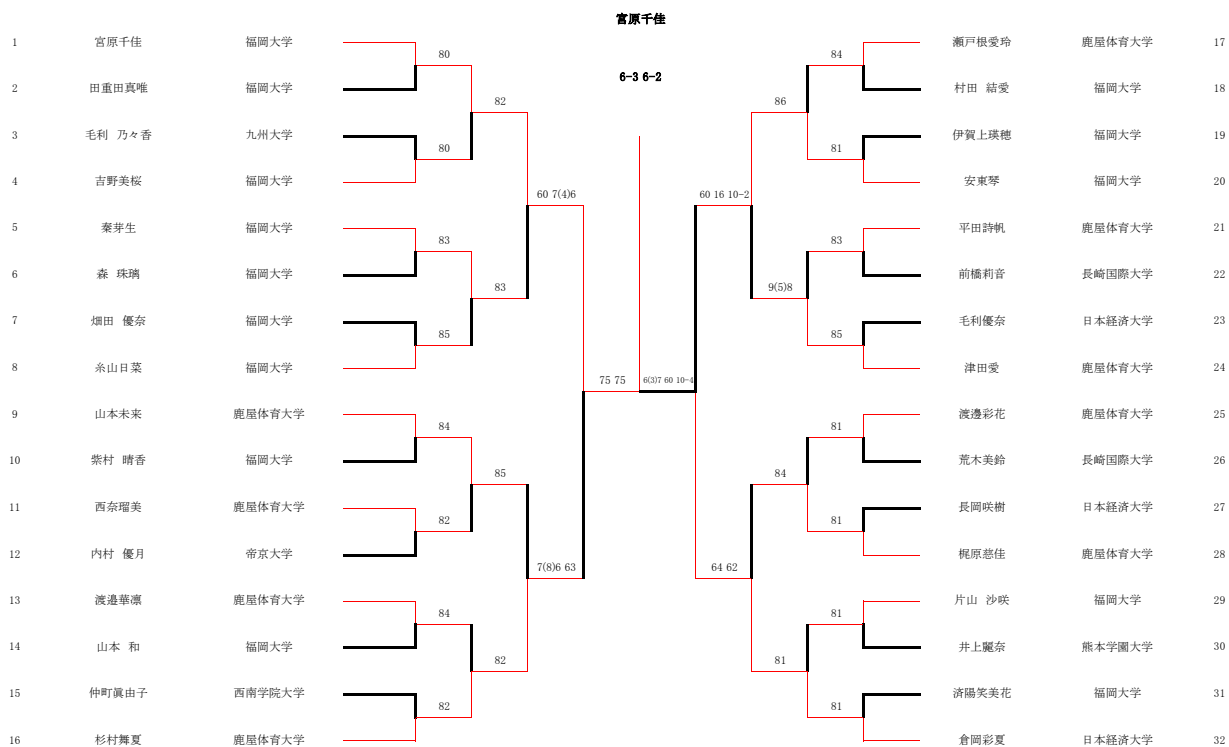 宮原千佳
6-3 6-2
1 宮原千佳 福岡大学
80
2 田重田真唯 福岡大学
82
3 毛利 乃々香 九州大学
80
4 吉野美桜 福岡大学
60 7(4)6
5 秦芽生 福岡大学
83
6 森 珠璃 福岡大学
83
7 畑田 優奈 福岡大学
85
8 糸山日菜 福岡大学
75 75
9 山本未来 鹿屋体育大学
84
10 柴村 晴香 福岡大学
85
11 西奈瑠美 鹿屋体育大学
82
12 内村 優月 帝京大学
7(8)6 63
13 渡邉華凛 鹿屋体育大学
84
14 山本 和 福岡大学
82
15 仲町眞由子 西南学院大学
82
16 杉村舞夏 鹿屋体育大学
6(3)7 60 10-4
瀬戸根愛玲 鹿屋体育大学 17
84
村田 結愛 福岡大学 18
86
伊賀上瑛穂 福岡大学 19
81
安東琴 福岡大学 20
60 16 10-2
平田詩帆 鹿屋体育大学 21
83
前橋莉音 長崎国際大学 22
9(5)8
毛利優奈 日本経済大学 23
85
津田愛 鹿屋体育大学 24
渡邊彩花 鹿屋体育大学 25
81
荒木美鈴 長崎国際大学 26
84
長岡咲樹 日本経済大学 27
81
梶原慈佳 鹿屋体育大学 28
64 62
片山 沙咲 福岡大学 29
81
井上麗奈 熊本学園大学 30
81
済陽笑美花 福岡大学 31
81
倉岡彩夏 日本経済大学 32